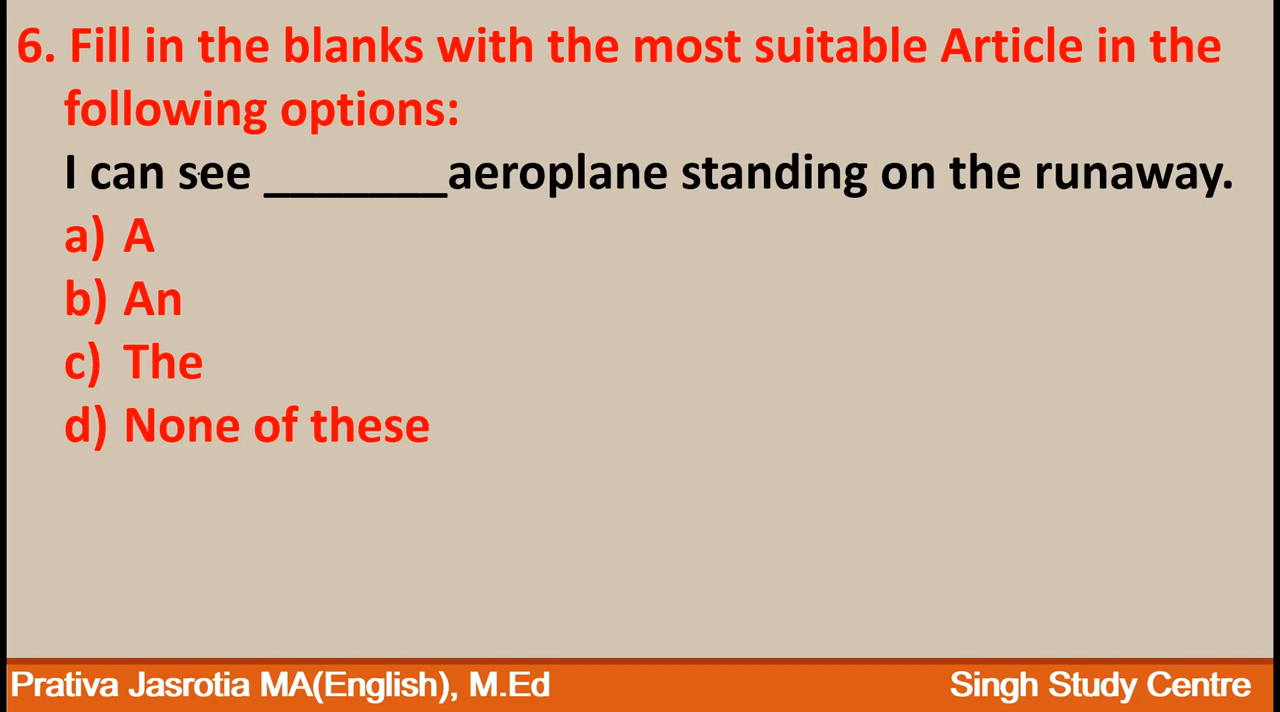 6. Fill in the blanks with the most suitable Article in the
following options:
I can see _______aeroplane standing on the runaway.
a) A
b) An
c) The
d) None of these
Prativa Jasrotia MA(English), M.Ed
Singh Study Centre